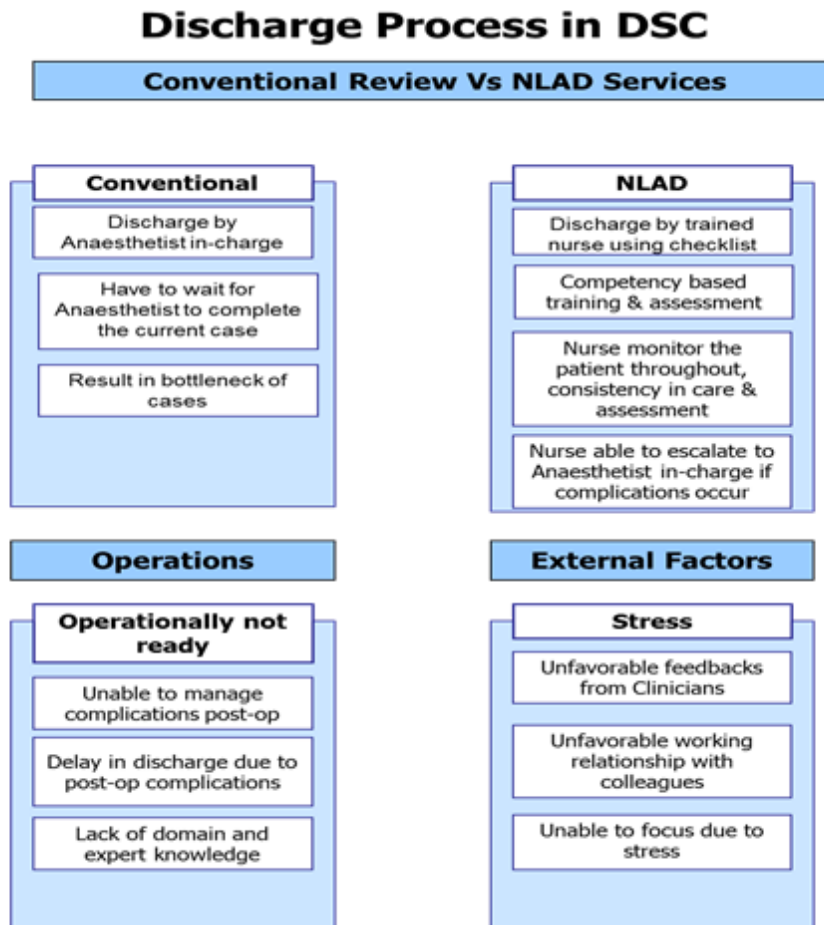 Discharge Process in DSC
Conventional Review Vs NLAD Services
Conventional
Discharge by
Anaesthetist in-charge
Have to wait for
Anaesthetist to complete
the current case
Result in bottleneck of
cases
NLAD
Discharge by trained
nurse using checklist
Competency based
training & assessment
Nurse monitor the
patient throughout,
consistency in care &
assessment
Nurse able to escalate to
Anaesthetist in-charge if
complications occur
Operations
Operationally not
ready
Unable to manage
complications post-op
Delay in discharge due to
post-op complications
Lack of domain and
expert knowledge
External Factors
Stress
Unfavorable feedbacks
from Clinicians
Unfavorable working
relationship with
colleagues
Unable to focus due to
stress